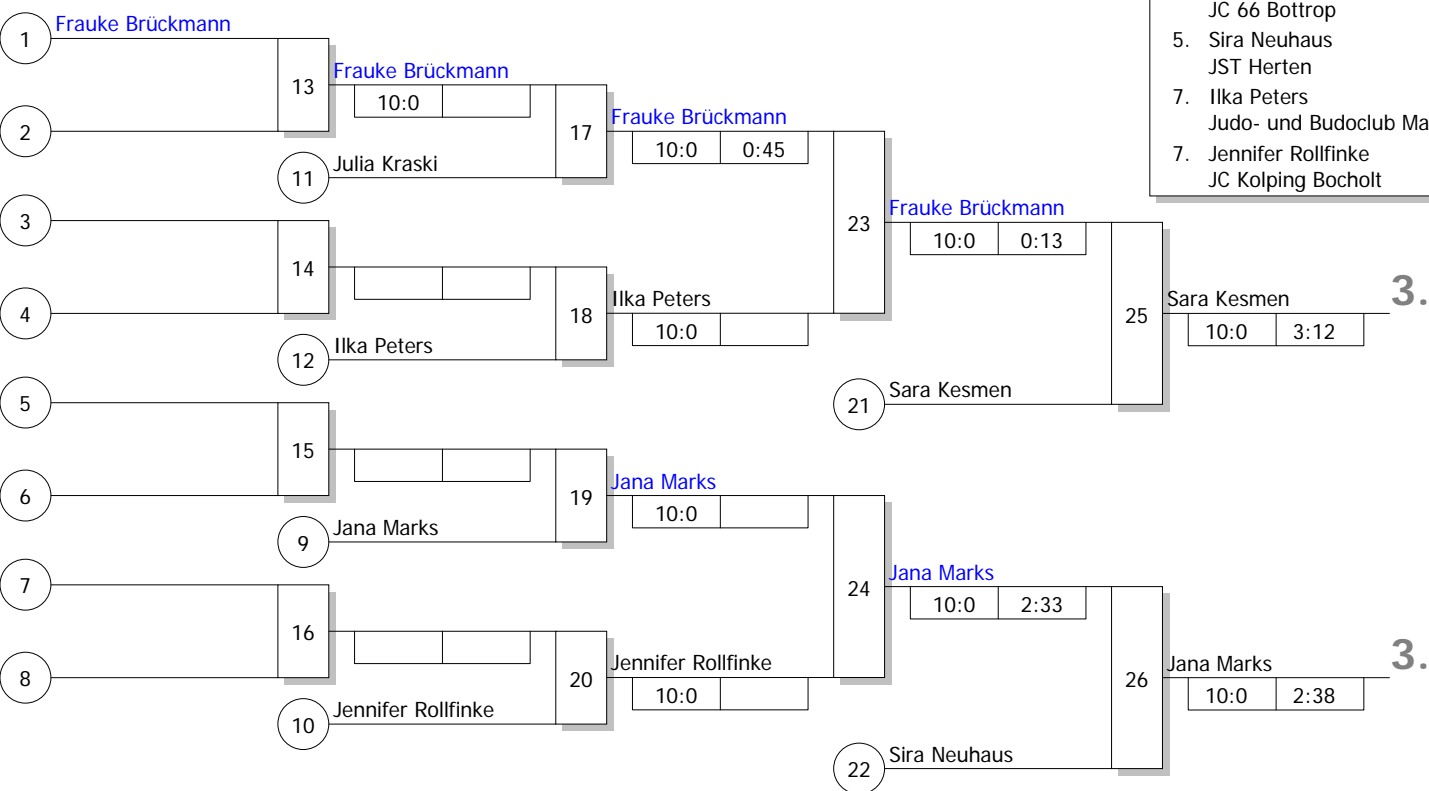 JC 66 Bottrop
5. Sira Neuhaus
JST Herten
7. Ilka Peters
Judo- und Budoclub Ma
7. Jennifer Rollfinke
JC Kolping Bocholt
1 Frauke Brückmann
2
13 Frauke Brückmann
10:0
11 Julia Kraski
17 Frauke Brückmann
10:0 0:45
3
4
14
12 Ilka Peters
18 Ilka Peters
10:0
23 Frauke Brückmann
10:0 0:13
21 Sara Kesmen
25 Sara Kesmen 3.
10:0 3:12
5
6
15
9 Jana Marks
19 Jana Marks
10:0
7
8
16
10 Jennifer Rollfinke
20 Jennifer Rollfinke
10:0
24 Jana Marks
10:0 2:33
22 Sira Neuhaus
26 Jana Marks 3.
10:0 2:38